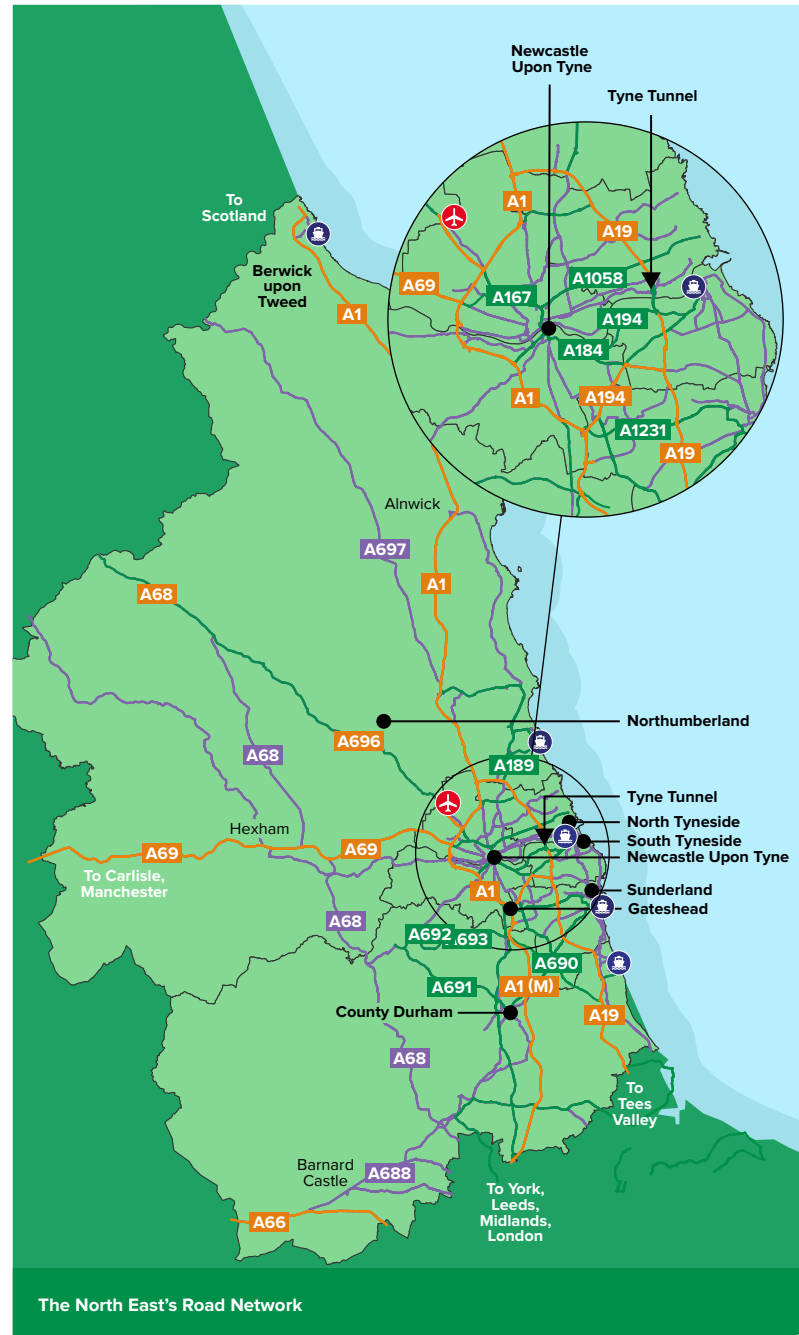 Newcastle
Upon Tyne
Tyne Tunnel
To
Scotland
A1
A19
Berwick
upon
Tweed
A69
A1058
A167
A1
A194
A184
A1
A194
A1231
A19
Alnwick
A697
A1
A68
Northumberland
A696
A68
A189
Tyne Tunnel
North Tyneside
Hexham
South Tyneside
A69
A69
Newcastle Upon Tyne
To Carlisle,
Manchester
A1
Sunderland
Gateshead
A68
A692
A693
A690
A691
A1 (M)
County Durham
A19
A68
To
Tees
Valley
Barnard
Castle
A688
To York,
Leeds,
Midlands,
London
A66
The North East's Road Network